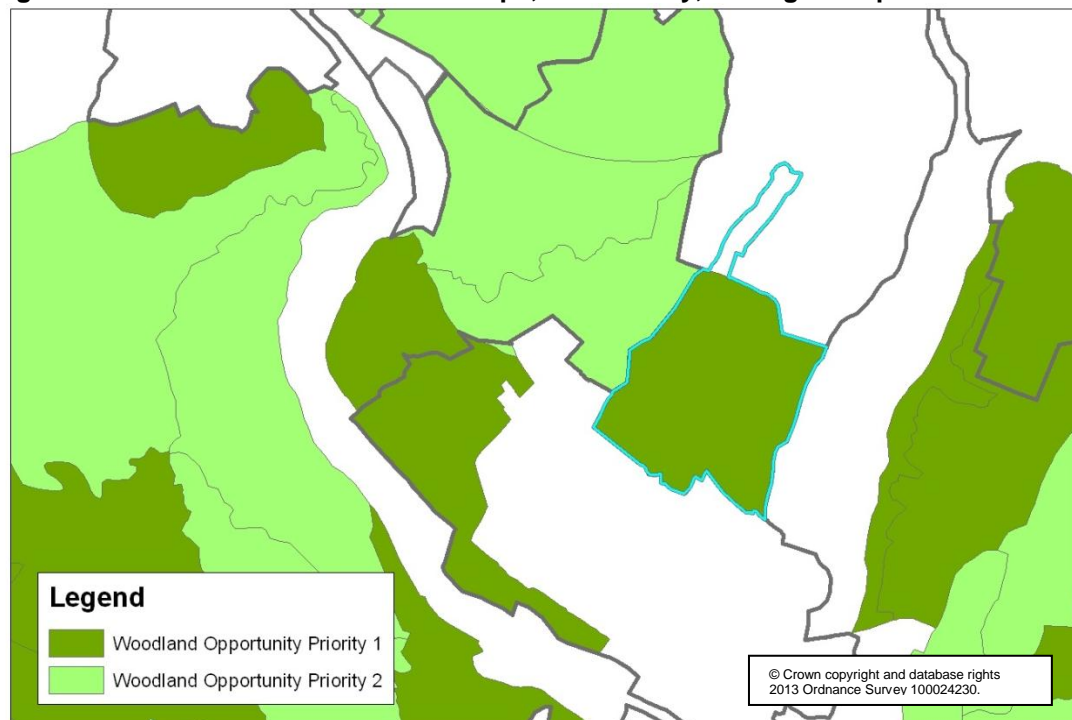 Legend
Woodland Opportunity Priority 1
Woodland Opportunity Priority 2
© Crown copyright and database rights
2013 Ordnance Survey 100024230.